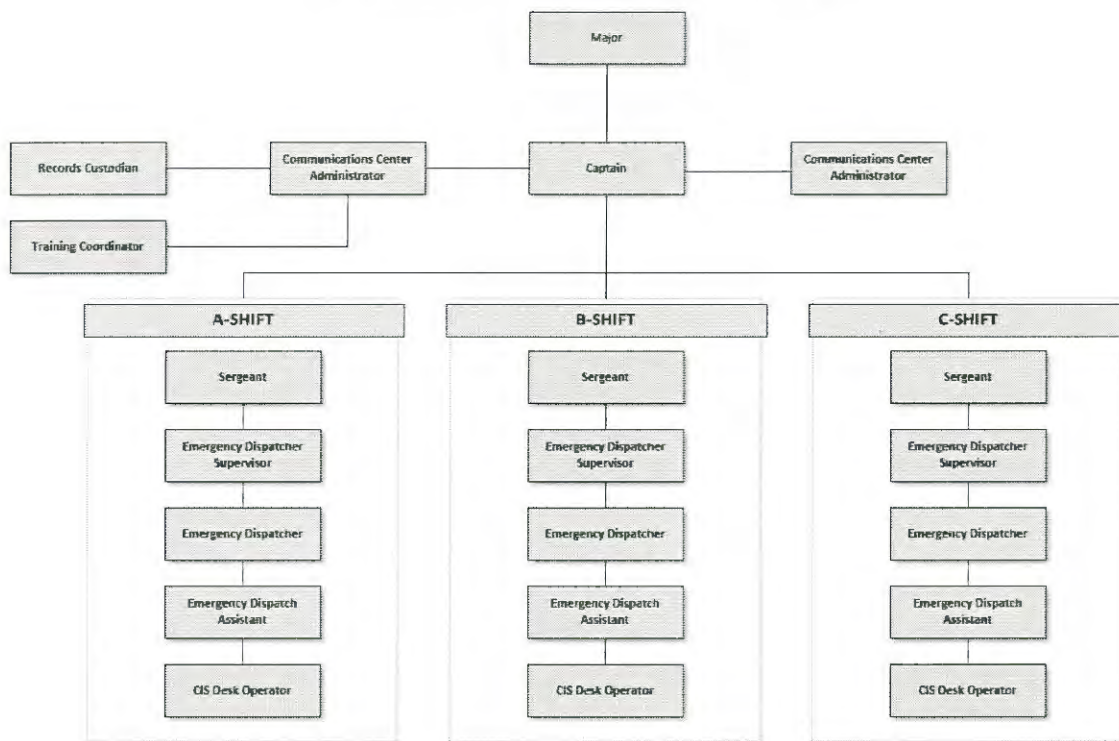 Major
Records Custodian
Communications Center
Administrator
Captain
Communications Center
Administrator
Training Coordinator
A-SHIFT
B-SHIFT
C-SHIFT
Sergeant
Sergeant
Sergeant
Emergency Dispatcher
Supervisor
Emergency Dispatcher
Supervisor
Emergency Dispatcher
Supervisor
Emergency Dispatcher
Emergency Dispatcher
Emergency Dispatcher
Emergency Dispatch
Assistant
Emergency Dispatch
Assistant
Emergency Dispatch
Assistant
CIS Desk Operator
CIS Desk Operator
CIS Desk Operator